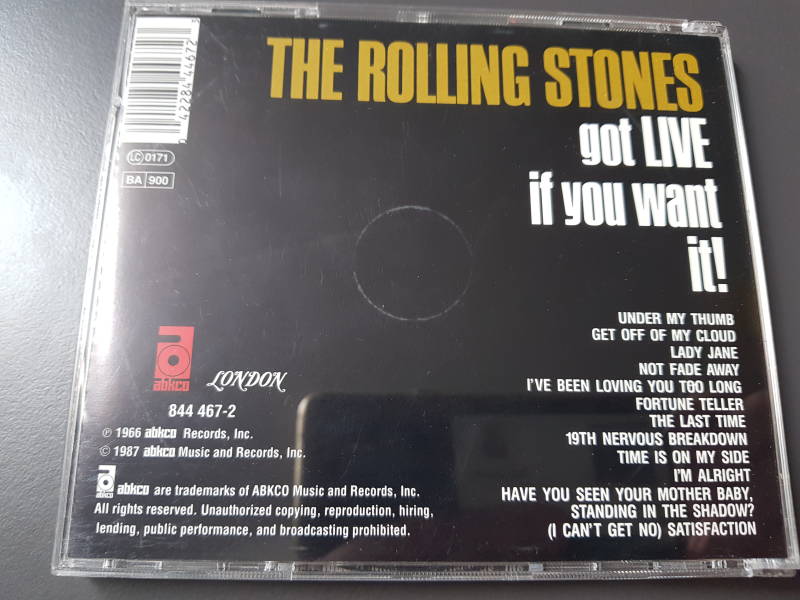 0 42284 44672 3
LC 0171
BA 900
THE ROLLING STONES
got LIVE
if you want
it!
UNDER MY THUMB
GET OFF OF MY CLOUD
LADY JANE
NOT FADE AWAY
I'VE BEEN LOVING YOU TOO LONG
FORTUNE TELLER
THE LAST TIME
19TH NERVOUS BREAKDOWN
TIME IS ON MY SIDE
I'M ALRIGHT
HAVE YOU SEEN YOUR MOTHER BABY,
STANDING IN THE SHADOW?
(I CAN'T GET NO) SATISFACTION
abkco
LONDON
844 467-2
℗ 1966 abkco Records, Inc.
© 1987 abkco Music and Records, Inc.
abkco abkco are trademarks of ABKCO Music and Records, Inc.
All rights reserved. Unauthorized copying, reproduction, hiring,
lending, public performance, and broadcasting prohibited.